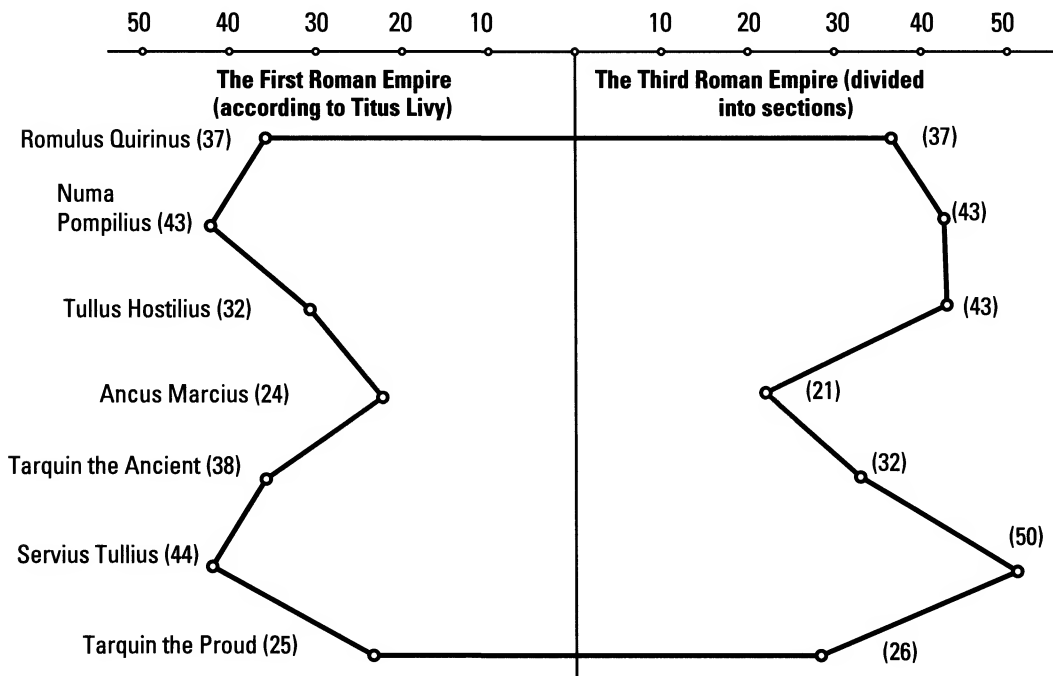 50 40 30 20 10 10 20 30 40 50
The First Roman Empire
(according to Titus Livy)
The Third Roman Empire (divided
into sections)
Romulus Quirinus (37)
(37)
Numa
Pompilius (43)
(43)
Tullus Hostilius (32)
(43)
Ancus Marcius (24)
(21)
Tarquin the Ancient (38)
(32)
Servius Tullius (44)
(50)
Tarquin the Proud (25)
(26)